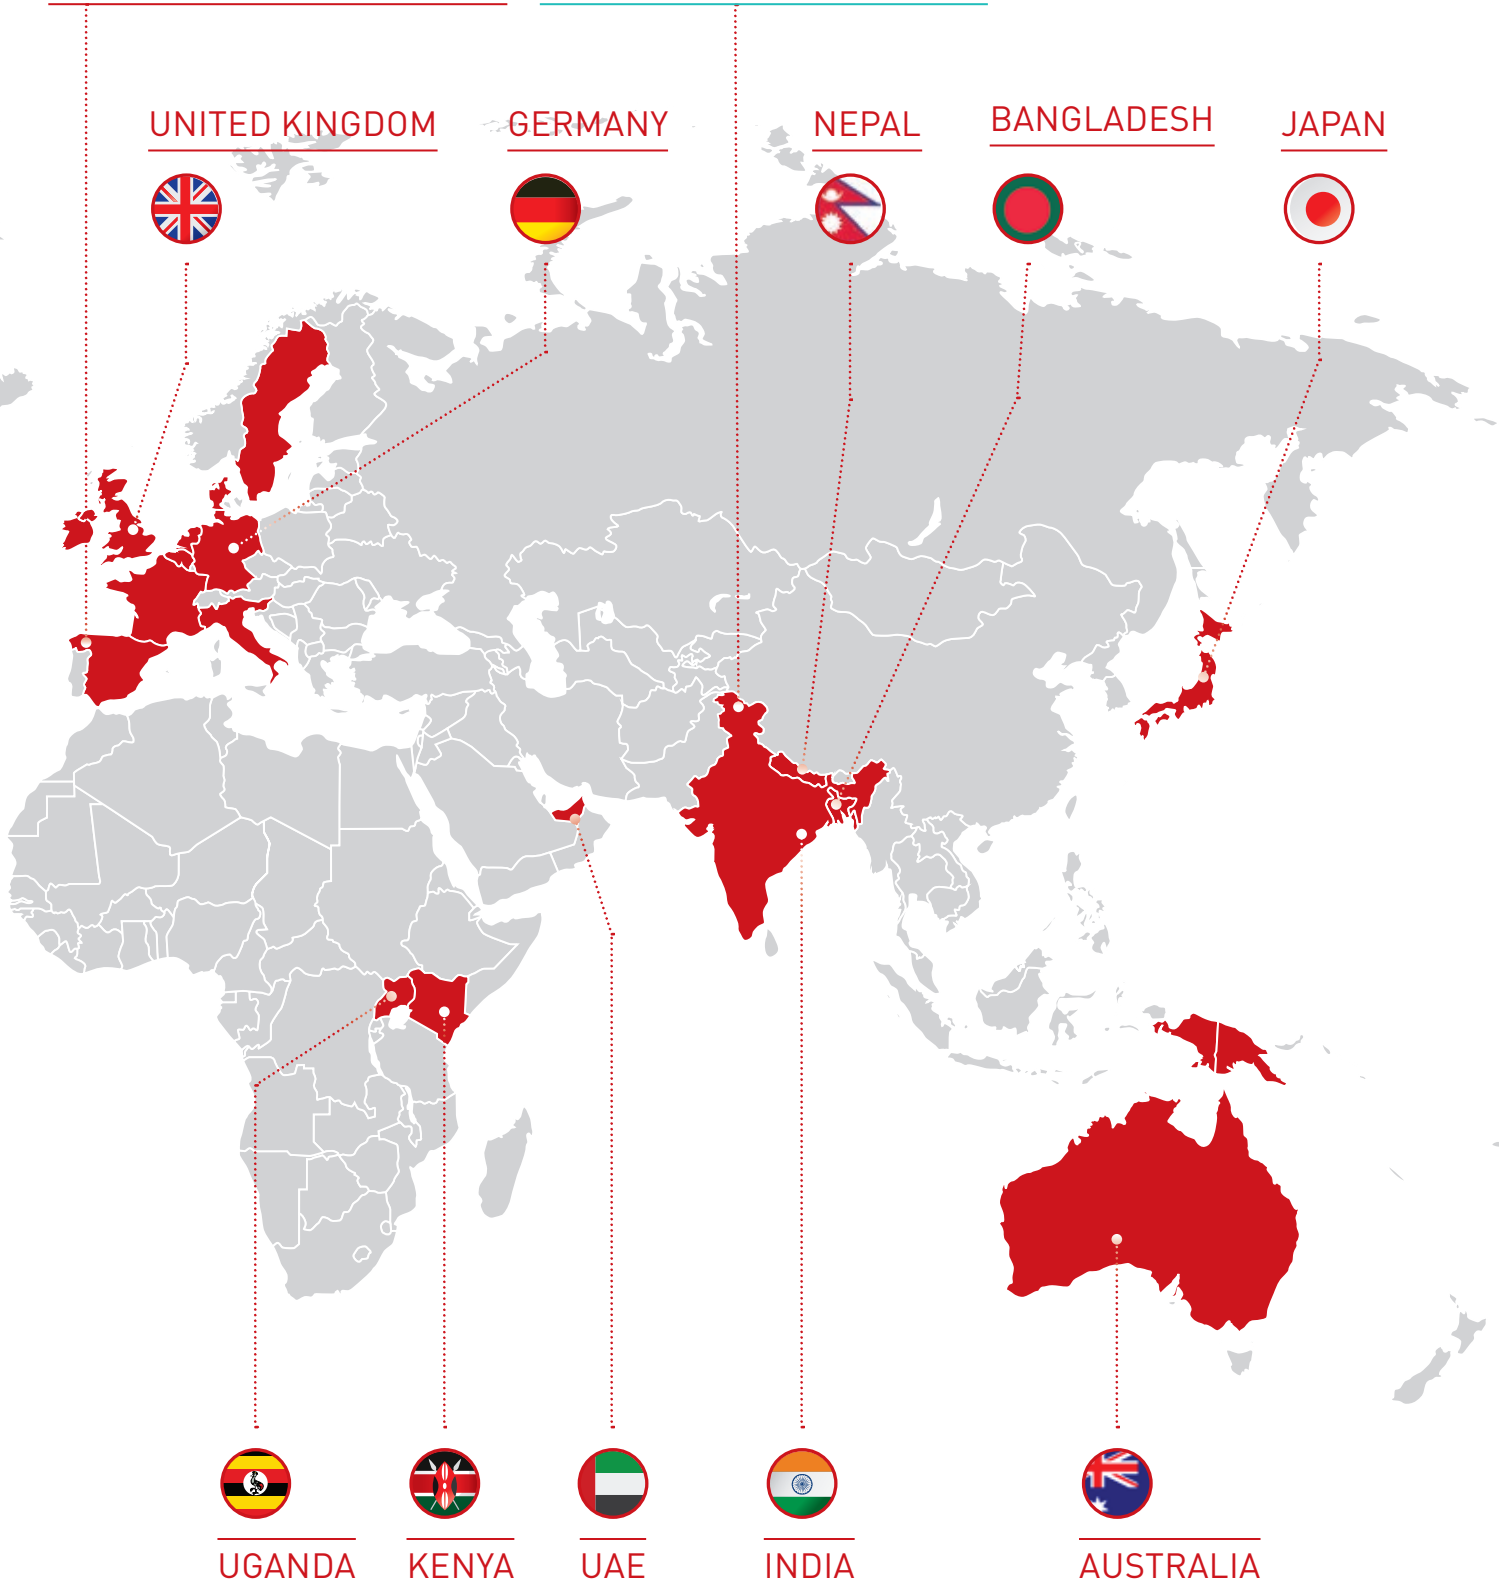 UNITED KINGDOM
GERMANY
NEPAL
BANGLADESH
JAPAN
UGANDA
KENYA
UAE
INDIA
AUSTRALIA